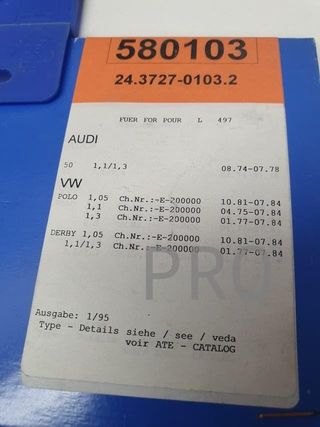 580103
24.3727-0103.2
FUER FOR POUR L 497
AUDI
50 1,1/1,3 08.74-07.78
VW
POLO 1,05 Ch.Nr.:-E-200000 10.81-07.84
1,1 Ch.Nr.:-E-200000 04.75-07.84
1,3 Ch.Nr.:-E-200000 01.77-07.84
DERBY 1,05 Ch.Nr.:-E-200000 10.81-07.84
1,1/1,3 Ch.Nr.:-E-200000 01.77-07.84
Ausgabe: 1/95
Type - Details siehe / see / veda
voir ATE - CATALOG